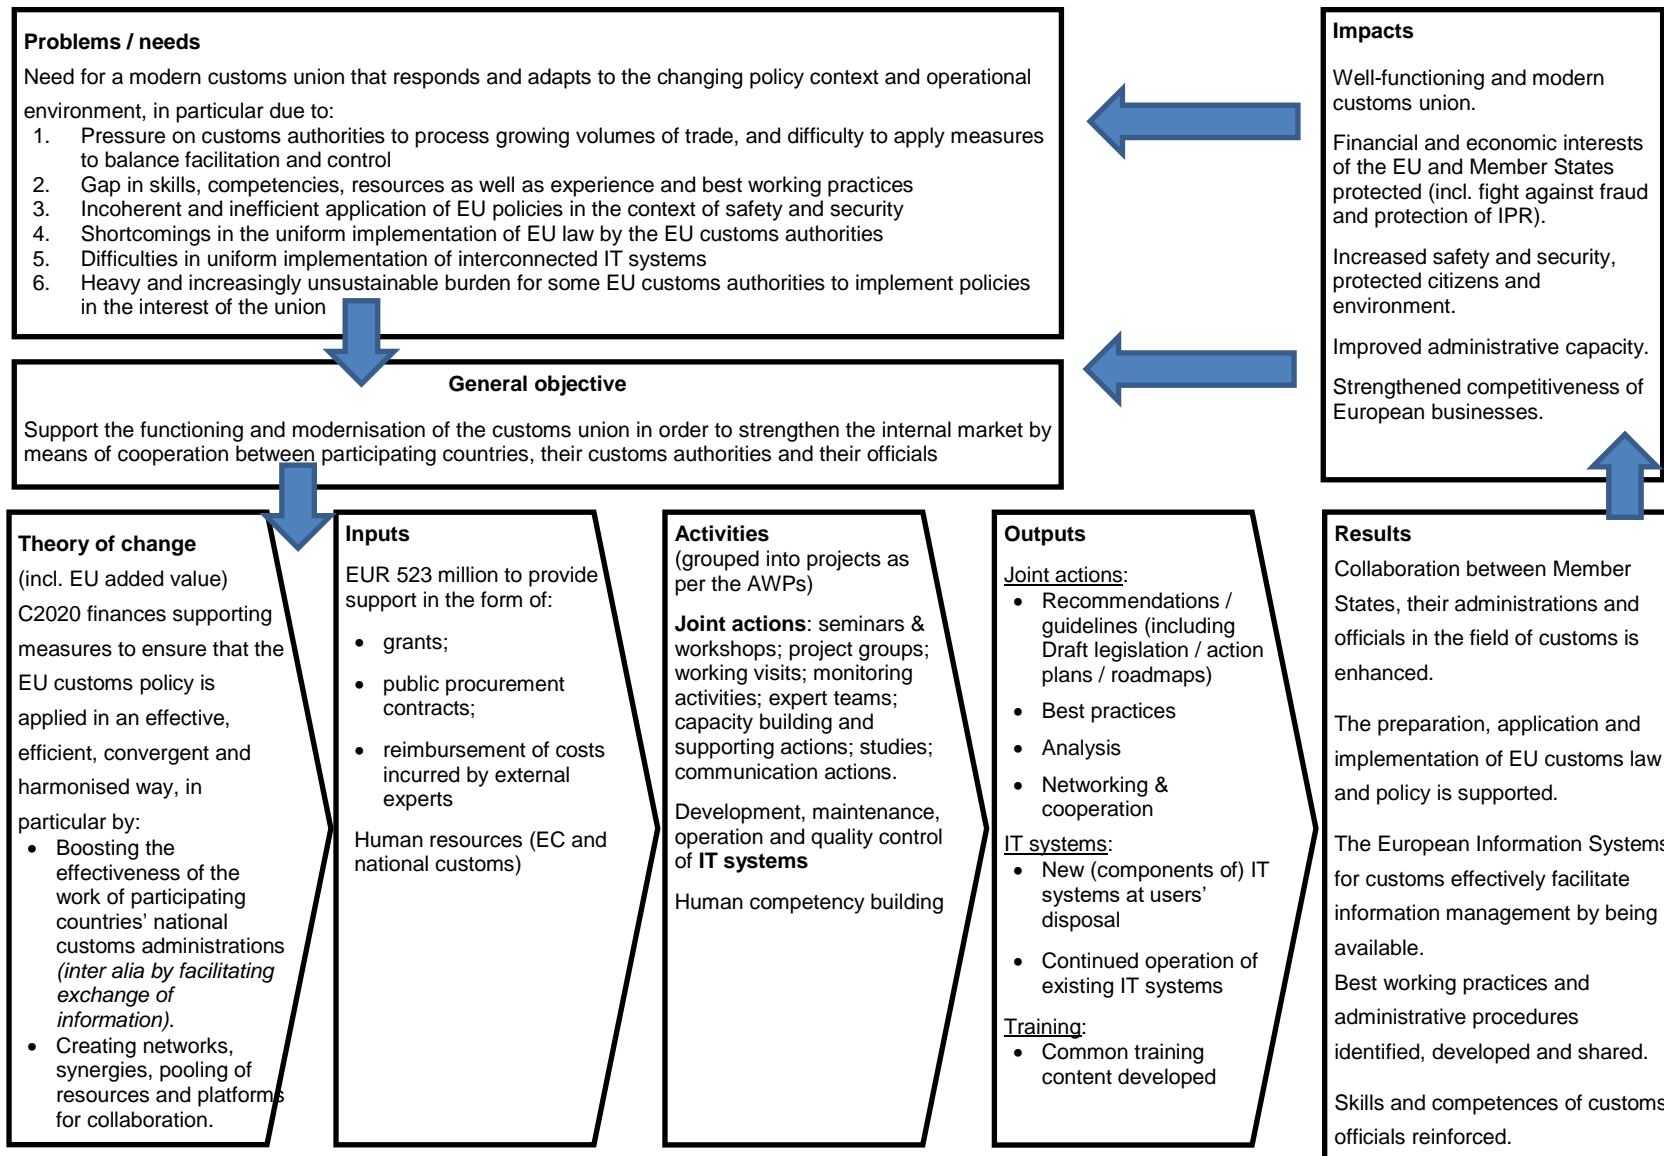 Problems / needs
Need for a modern customs union that responds and adapts to the changing policy context and operational
environment, in particular due to:
1. Pressure on customs authorities to process growing volumes of trade, and difficulty to apply measures
to balance facilitation and control
2. Gap in skills, competencies, resources as well as experience and best working practices
3. Incoherent and inefficient application of EU policies in the context of safety and security
4. Shortcomings in the uniform implementation of EU law by the EU customs authorities
5. Difficulties in uniform implementation of interconnected IT systems
6. Heavy and increasingly unsustainable burden for some EU customs authorities to implement policies
in the interest of the union
General objective
Support the functioning and modernisation of the customs union in order to strengthen the internal market by
means of cooperation between participating countries, their customs authorities and their officials
Impacts
Well-functioning and modern
customs union.
Financial and economic interests
of the EU and Member States
protected (incl. fight against fraud
and protection of IPR).
Increased safety and security,
protected citizens and
environment.
Improved administrative capacity.
Strengthened competitiveness of
European businesses.
Theory of change
(incl. EU added value)
C2020 finances supporting
measures to ensure that the
EU customs policy is
applied in an effective,
efficient, convergent and
harmonised way, in
particular by:
• Boosting the
effectiveness of the
work of participating
countries' national
customs administrations
(inter alia by facilitating
exchange of
information).
• Creating networks,
synergies, pooling of
resources and platforms
for collaboration.
Inputs
EUR 523 million to provide
support in the form of:
• grants;
• public procurement
contracts;
• reimbursement of costs
incurred by external
experts
Human resources (EC and
national customs)
Activities
(grouped into projects as
per the AWPs)
Joint actions: seminars &
workshops; project groups;
working visits; monitoring
activities; expert teams;
capacity building and
supporting actions; studies;
communication actions.
Development, maintenance,
operation and quality control
of IT systems
Human competency building
Outputs
Joint actions:
• Recommendations /
guidelines (including
Draft legislation / action
plans / roadmaps)
• Best practices
• Analysis
• Networking &
cooperation
IT systems:
• New (components of) IT
systems at users'
disposal
• Continued operation of
existing IT systems
Training:
• Common training
content developed
Results
Collaboration between Member
States, their administrations and
officials in the field of customs is
enhanced.
The preparation, application and
implementation of EU customs law
and policy is supported.
The European Information Systems
for customs effectively facilitate
information management by being
available.
Best working practices and
administrative procedures
identified, developed and shared.
Skills and competences of customs
officials reinforced.